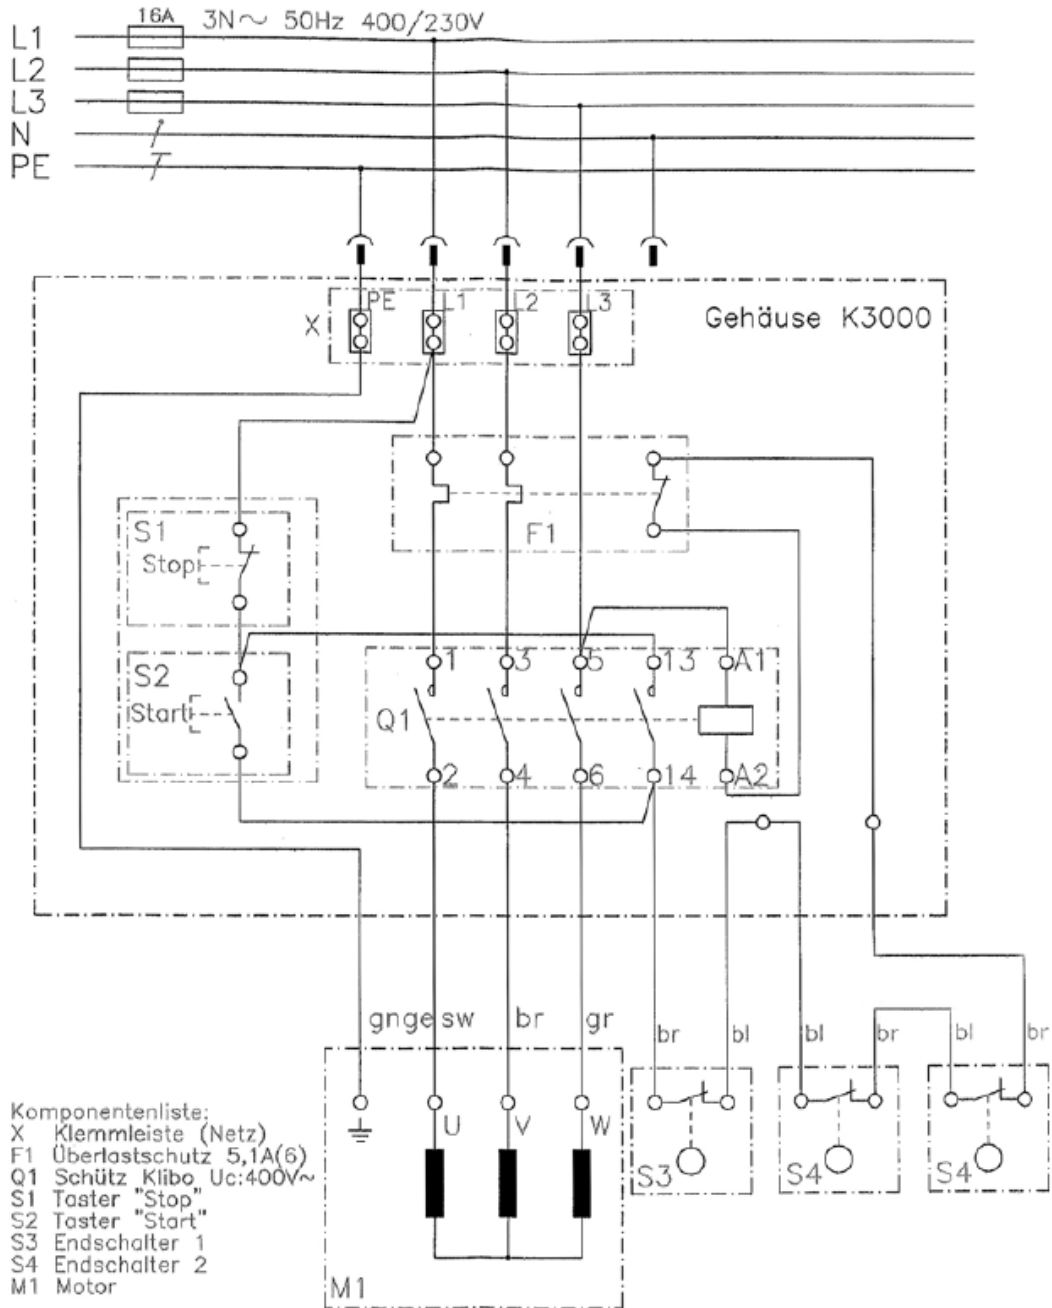 16A 3N~ 50Hz 400/230V
L1
L2
L3
N
PE
PE L1 L2 L3
X
Gehäuse K3000
F1
S1
Stop
S2
Start
1 3 5 13 A1
Q1
2 4 6 14 A2
gnge sw br gr
br bl bl br bl br
U V W
S3 S4 S4
M1
Komponentenliste:
X Klemmleiste (Netz)
F1 Überlastschutz 5,1A(6)
Q1 Schütz Klibo Uc:400V~
S1 Taster "Stop"
S2 Taster "Start"
S3 Endschalter 1
S4 Endschalter 2
M1 Motor